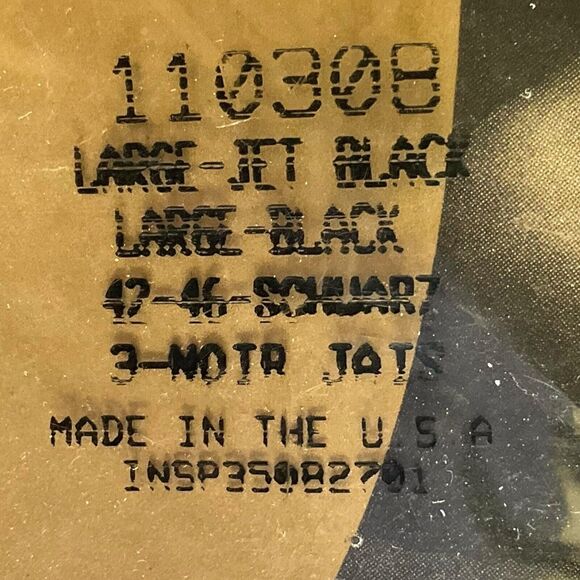 110308
LARGE-JET BLACK
LARGE-BLACK
42-46-SCHWARZ
3-NOIR JAIS
MADE IN THE U.S.A
INSP35082701